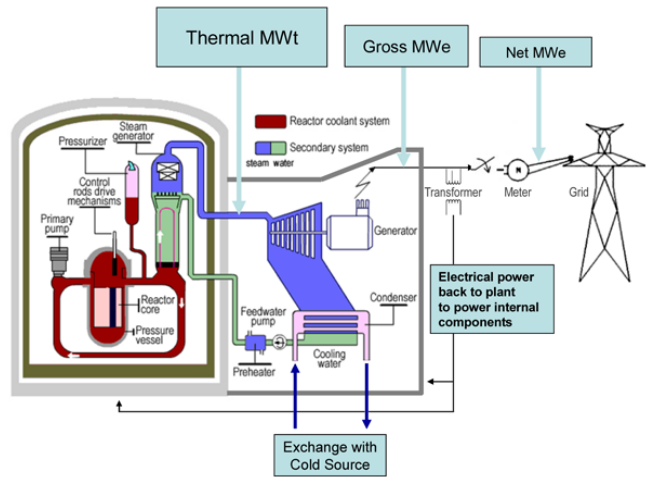 Thermal MWt
Gross MWe
Net MWe
Reactor coolant system
Secondary system
steam water
Steam
generator
Pressurizer
Control
rods drive
mechanisms
Primary
pump
Reactor
core
Pressure
vessel
Feedwater
pump
Preheater
Cooling
water
Condenser
Generator
Transformer
M
Meter
Grid
Electrical power
back to plant
to power internal
components
Exchange with
Cold Source